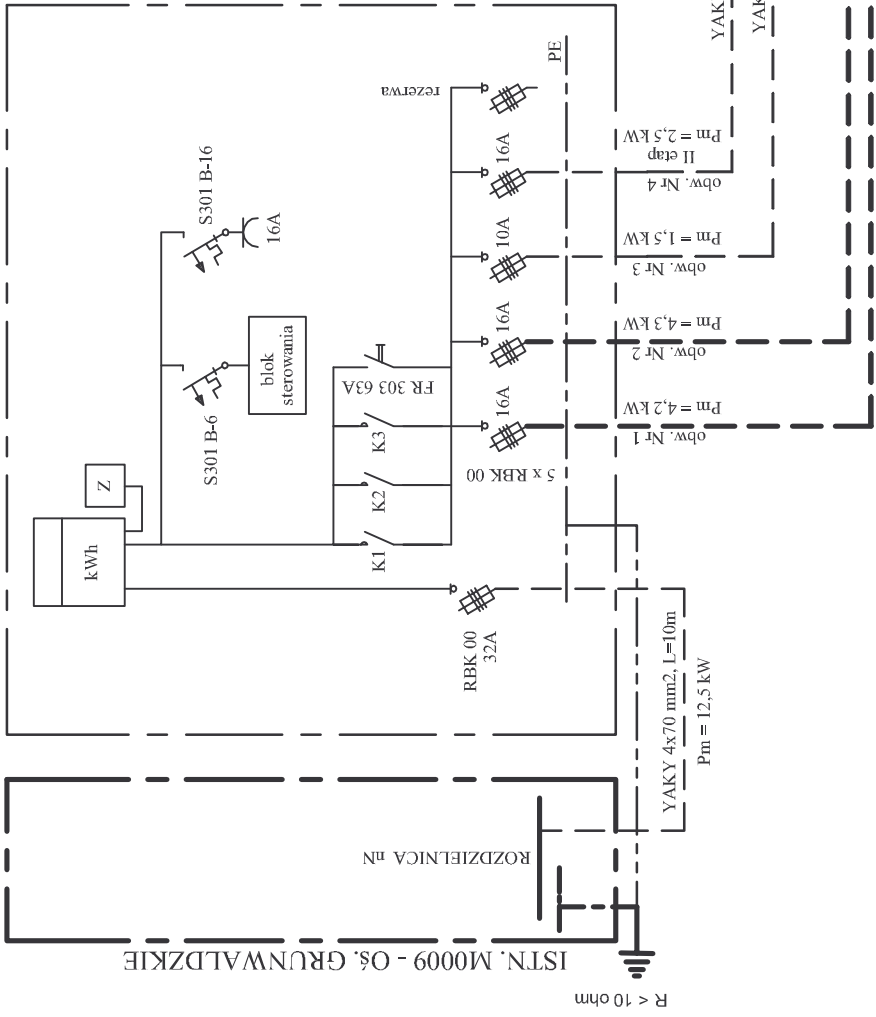 YAK
YAK
PE
rezerwa
S301 B-16
16A
16A
Pm = 2,5 kW
II etap
obw. Nr 4
10A
Pm = 1,5 kW
obw. Nr 3
16A
Pm = 4,3 kW
obw. Nr 2
blok
sterowania
FR 303 63A
16A
Pm = 4,2 kW
obw. Nr 1
S301 B-6
K3
5 x RBK 00
Z
K2
kWh
K1
RBK 00
32A
YAKY 4x70 mm2, L=10m
Pm = 12,5 kW
ROZDZIELNICA nN
ISTN. M0009 - Oś. GRUNWALDZKIE
R < 10 ohm